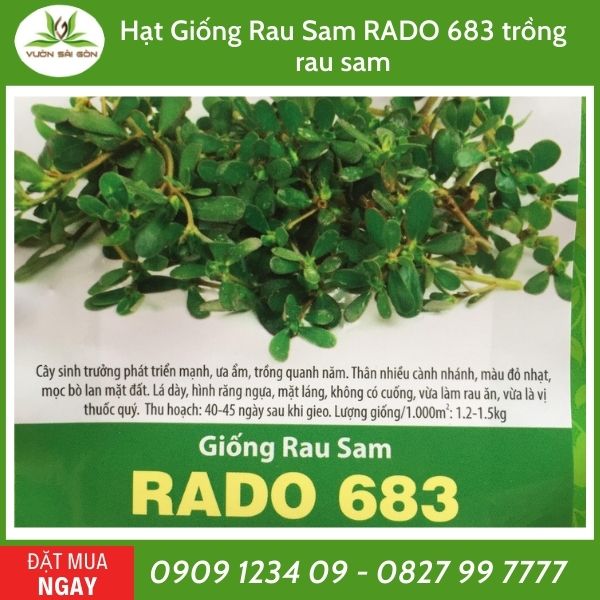 VƯỜN SÀI GÒN
Hạt Giống Rau Sam RADO 683 trồng
rau sam
Cây sinh trưởng phát triển mạnh, ưa ẩm, trồng quanh năm. Thân nhiều cành nhánh, màu đỏ nhạt,
mọc bò lan mặt đất. Lá dày, hình răng ngựa, mặt láng, không có cuống, vừa làm rau ăn, vừa là vị
thuốc quý. Thu hoạch: 40-45 ngày sau khi gieo. Lượng giống/1.000m²: 1.2-1.5kg
Giống Rau Sam
RADO 683
ĐẶT MUA
NGAY
0909 1234 09 - 0827 99 7777